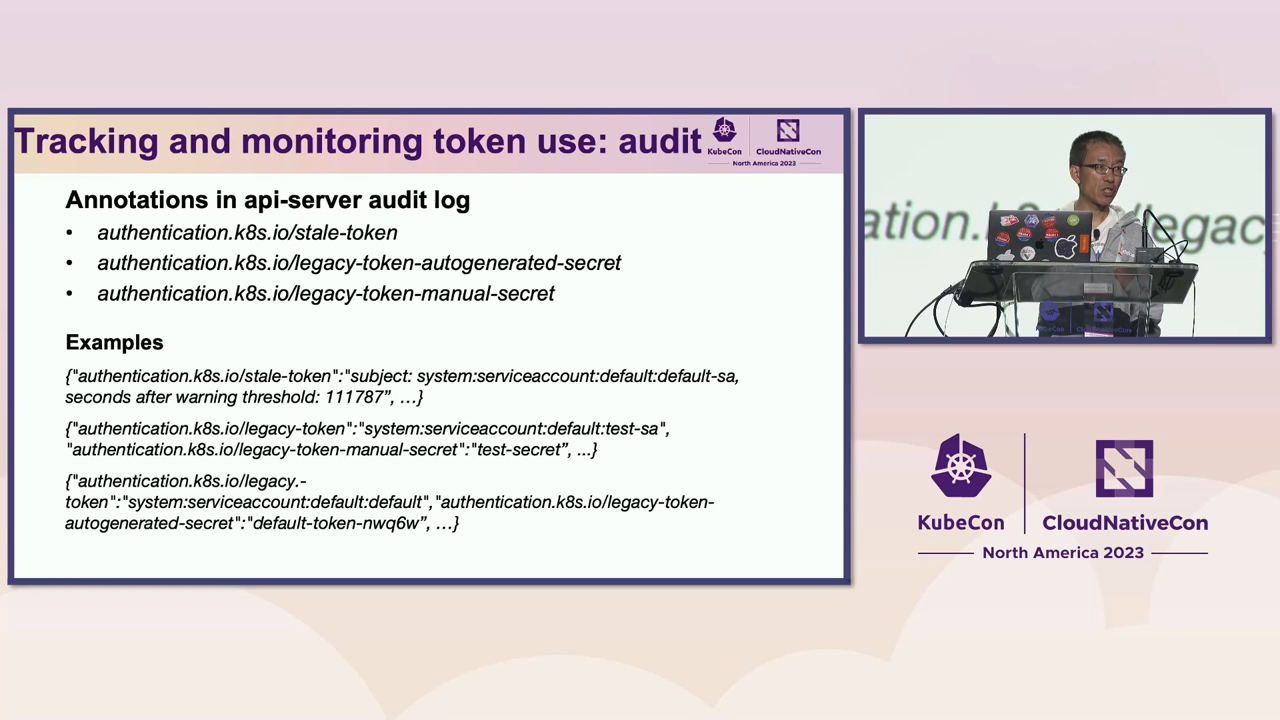 Tracking and monitoring token use: audit
KubeCon
CloudNativeCon
North America 2023
Annotations in api-server audit log
• authentication.k8s.io/stale-token
• authentication.k8s.io/legacy-token-autogenerated-secret
• authentication.k8s.io/legacy-token-manual-secret
Examples
{"authentication.k8s.io/stale-token":"subject: system:serviceaccount:default:default-sa,
seconds after warning threshold: 111787”, …}
{"authentication.k8s.io/legacy-token":"system:serviceaccount:default:test-sa",
"authentication.k8s.io/legacy-token-manual-secret":"test-secret”, ...}
{"authentication.k8s.io/legacy.-
token":"system:serviceaccount:default:default","authentication.k8s.io/legacy-token-
autogenerated-secret":"default-token-nwq6w”, …}
ation.k
legac
KubeCon
CloudNativeCon
North America 2023